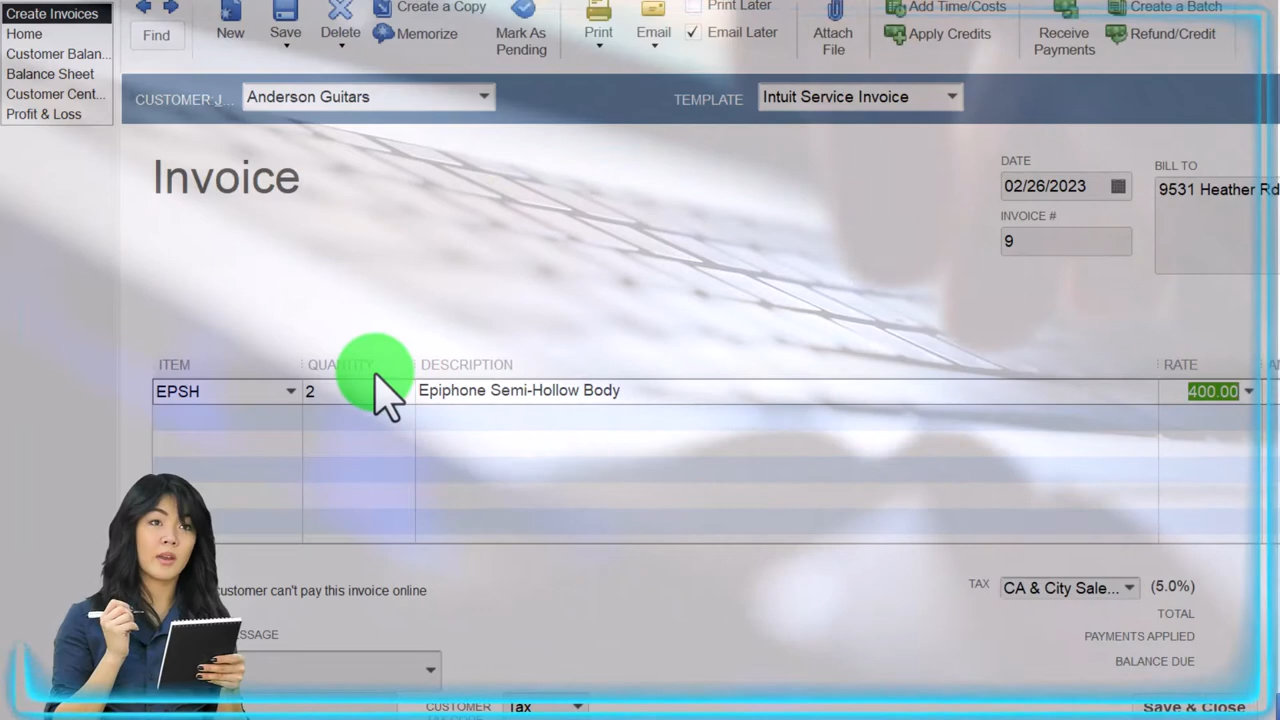 Create Invoices
Home
Customer Balan...
Balance Sheet
Customer Cent...
Profit & Loss
Find
New
Save
Delete
Create a Copy
Memorize
Mark As
Pending
Print
Email
Print Later
Email Later
Attach
File
Add Time/Costs
Apply Credits
Receive
Payments
Create a Batch
Refund/Credit
CUSTOMER:J...
Anderson Guitars
TEMPLATE
Intuit Service Invoice
Invoice
DATE
02/26/2023
INVOICE #
9
BILL TO
9531 Heather Rd
ITEM
QUANTITY
DESCRIPTION
RATE
EPSH
2
Epiphone Semi-Hollow Body
400.00
customer can't pay this invoice online
TAX
CA & City Sale...
(5.0%)
TOTAL
PAYMENTS APPLIED
BALANCE DUE
CUSTOMER
Tax
Save & Close